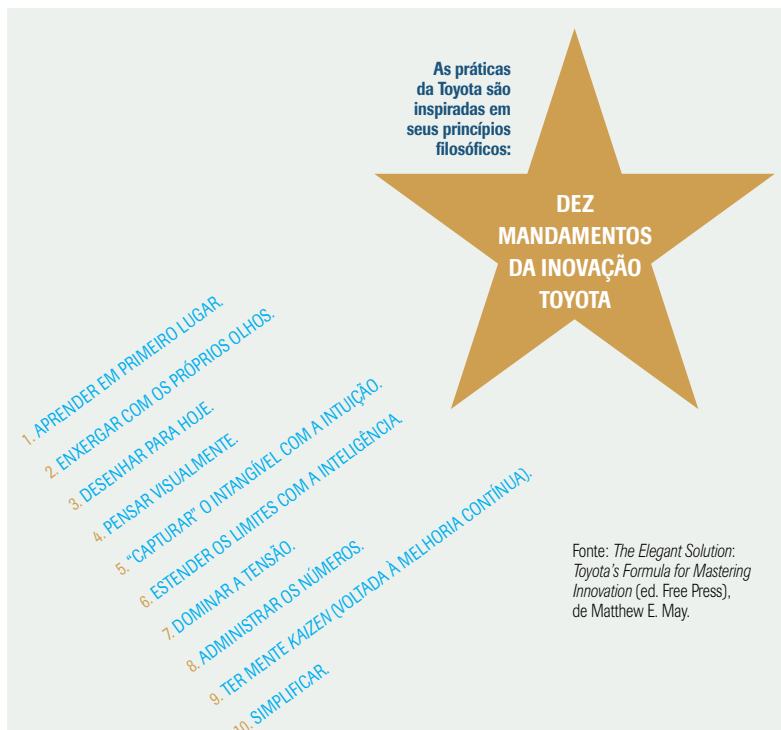 As práticas
da Toyota são
inspiradas em
seus princípios
filosóficos:
DEZ
MANDAMENTOS
DA INOVAÇÃO
TOYOTA
1. APRENDER EM PRIMEIRO LUGAR.
2. ENXERGAR COM OS PRÓPRIOS OLHOS.
3. DESENHAR PARA HOJE.
4. PENSAR VISUALMENTE.
5. “CAPTURAR” O INTANGÍVEL COM A INTUIÇÃO.
6. ESTENDER OS LIMITES COM A INTELIGÊNCIA.
7. DOMINAR A TENSÃO.
8. ADMINISTRAR OS NÚMEROS.
9. TER MENTE KAIZEN (VOLTADA À MELHORIA CONTÍNUA).
10. SIMPLIFICAR.
Fonte: The Elegant Solution:
Toyota’s Formula for Mastering
Innovation (ed. Free Press),
de Matthew E. May.